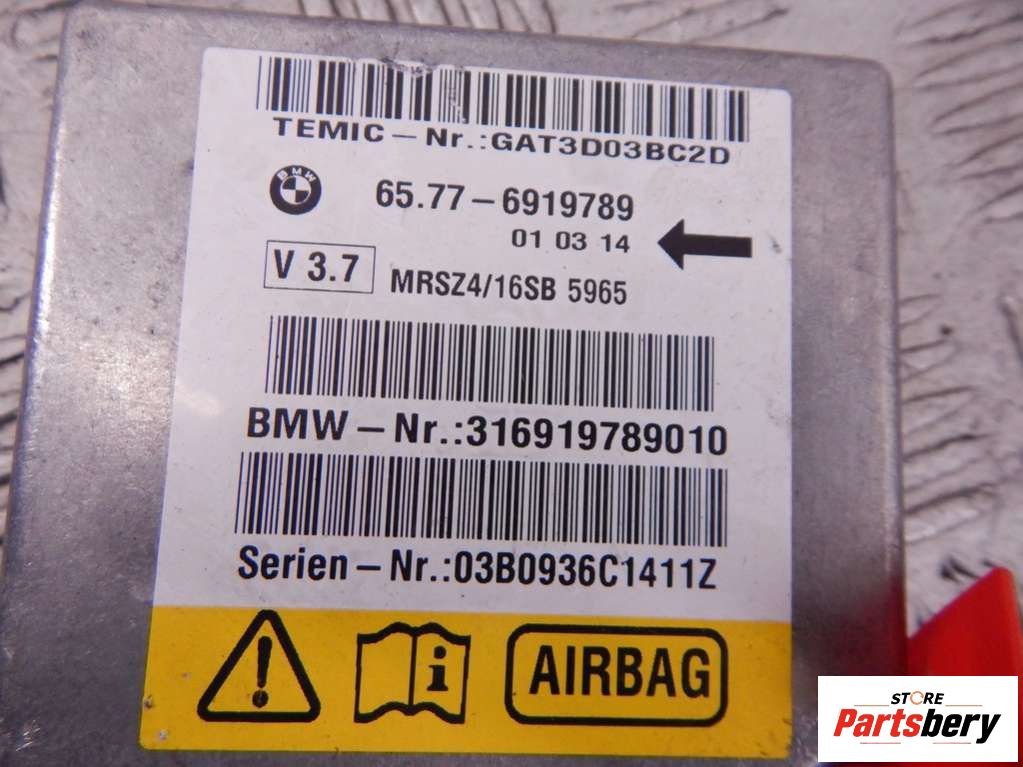 TEMIC-Nr.:GAT3D03BC2D
BMW
65.77-6919789
01 03 14
V 3.7
MRSZ4/16SB 5965
BMW-Nr.:316919789010
Serien-Nr.:03B0936C1411Z
! i AIRBAG
STORE
Partsbery